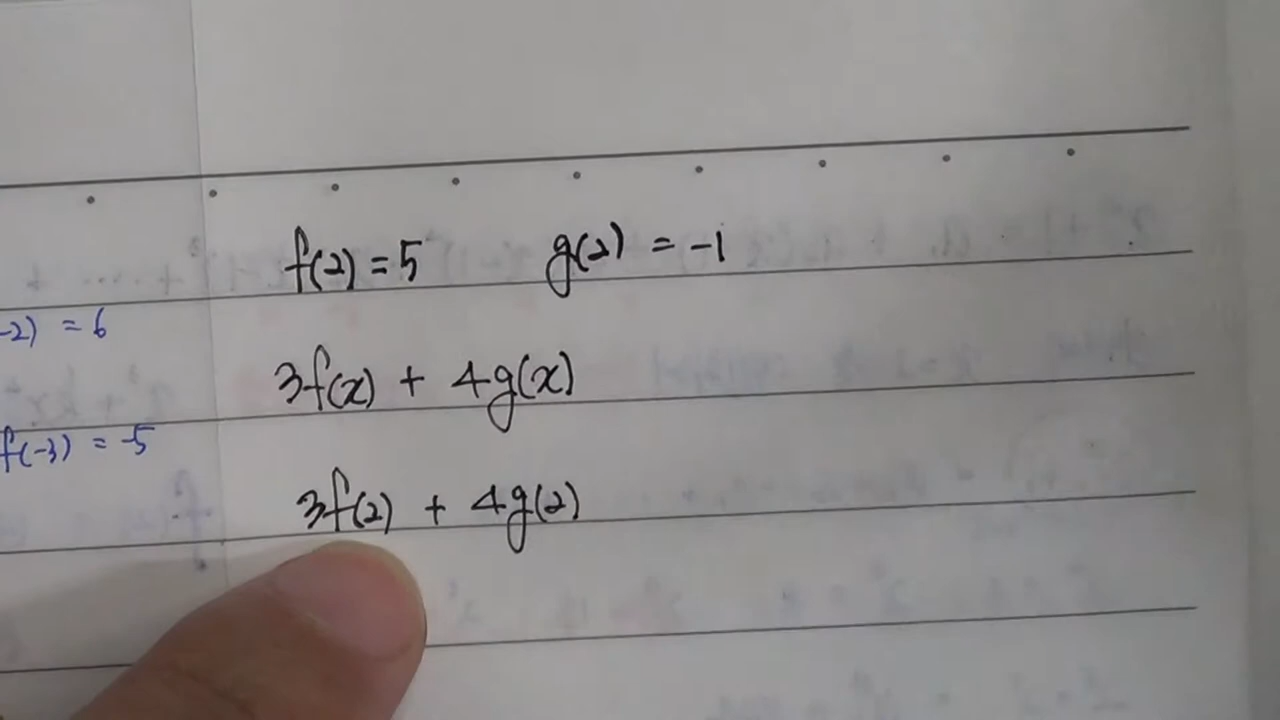 f(2) = 5 g(2) = -1
-2) = 6
3f(x) + 4g(x)
f(-3) = -5
3f(2) + 4g(2)